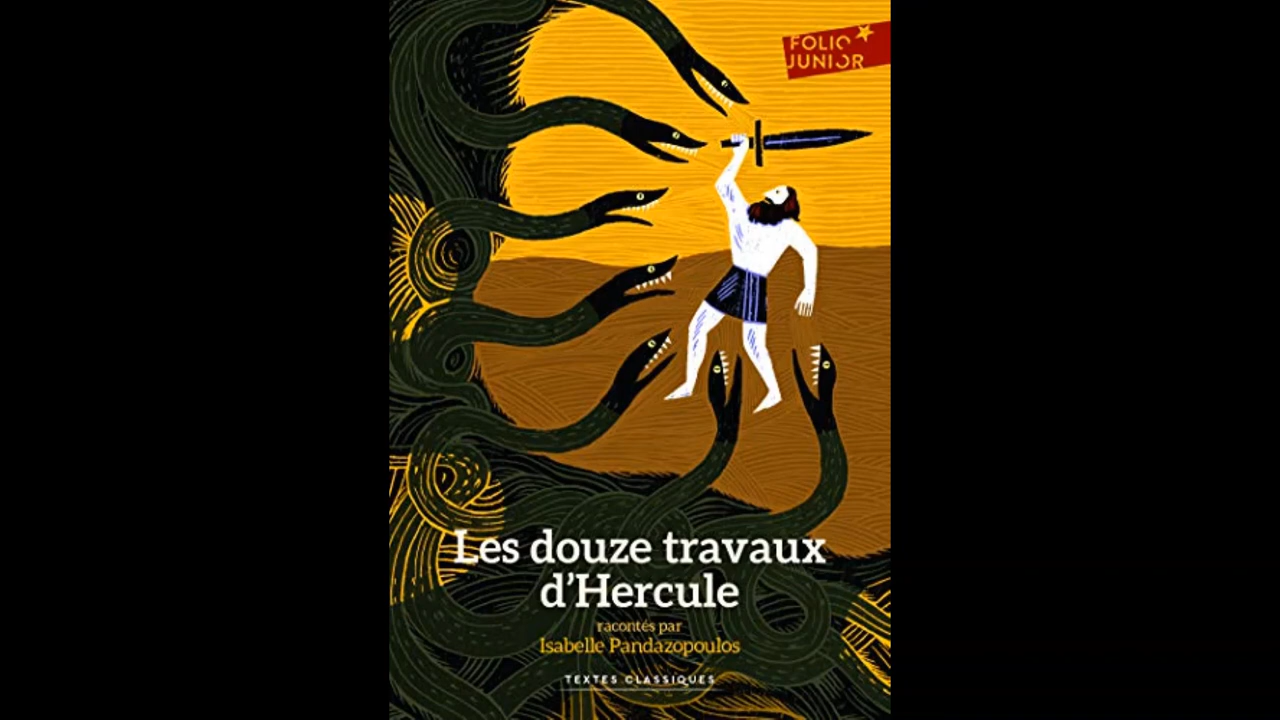 FOLIO
JUNIOR
Les douze travaux
d'Hercule
racontés par
Isabelle Pandazopoulos
TEXTES CLASSIQUES